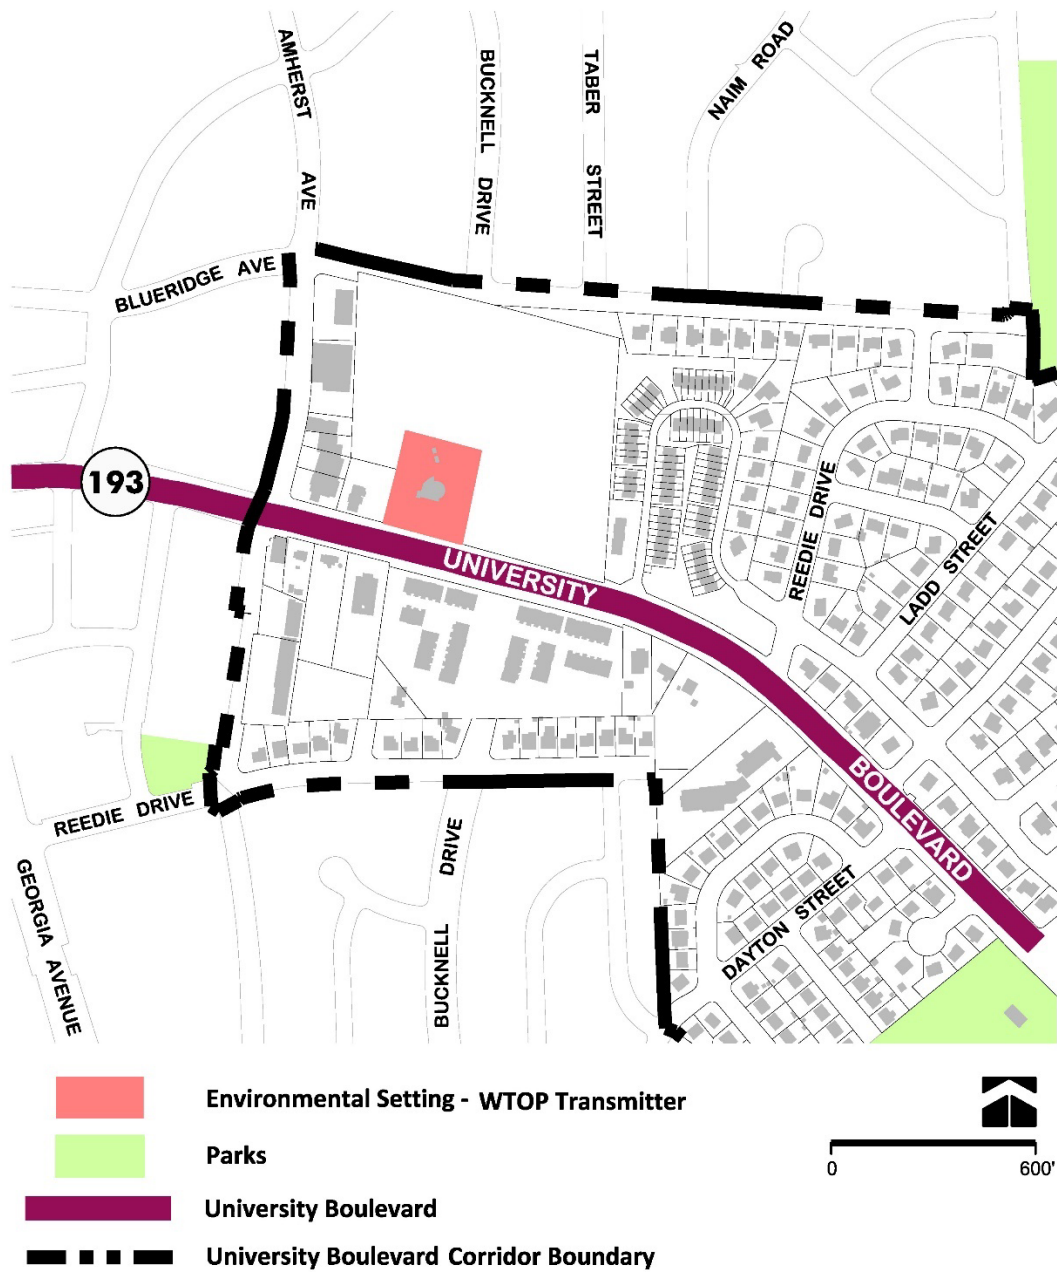 AMHERST
AVE
BUCKNELL
DRIVE
TABER
STREET
NAIM ROAD
BLUERIDGE AVE
193
UNIVERSITY
BOULEVARD
REEDIE DRIVE
LADD STREET
REEDIE DRIVE
GEORGIA AVENUE
BUCKNELL
DRIVE
DAYTON STREET
Environmental Setting - WTOP Transmitter
Parks
University Boulevard
University Boulevard Corridor Boundary
0 600'